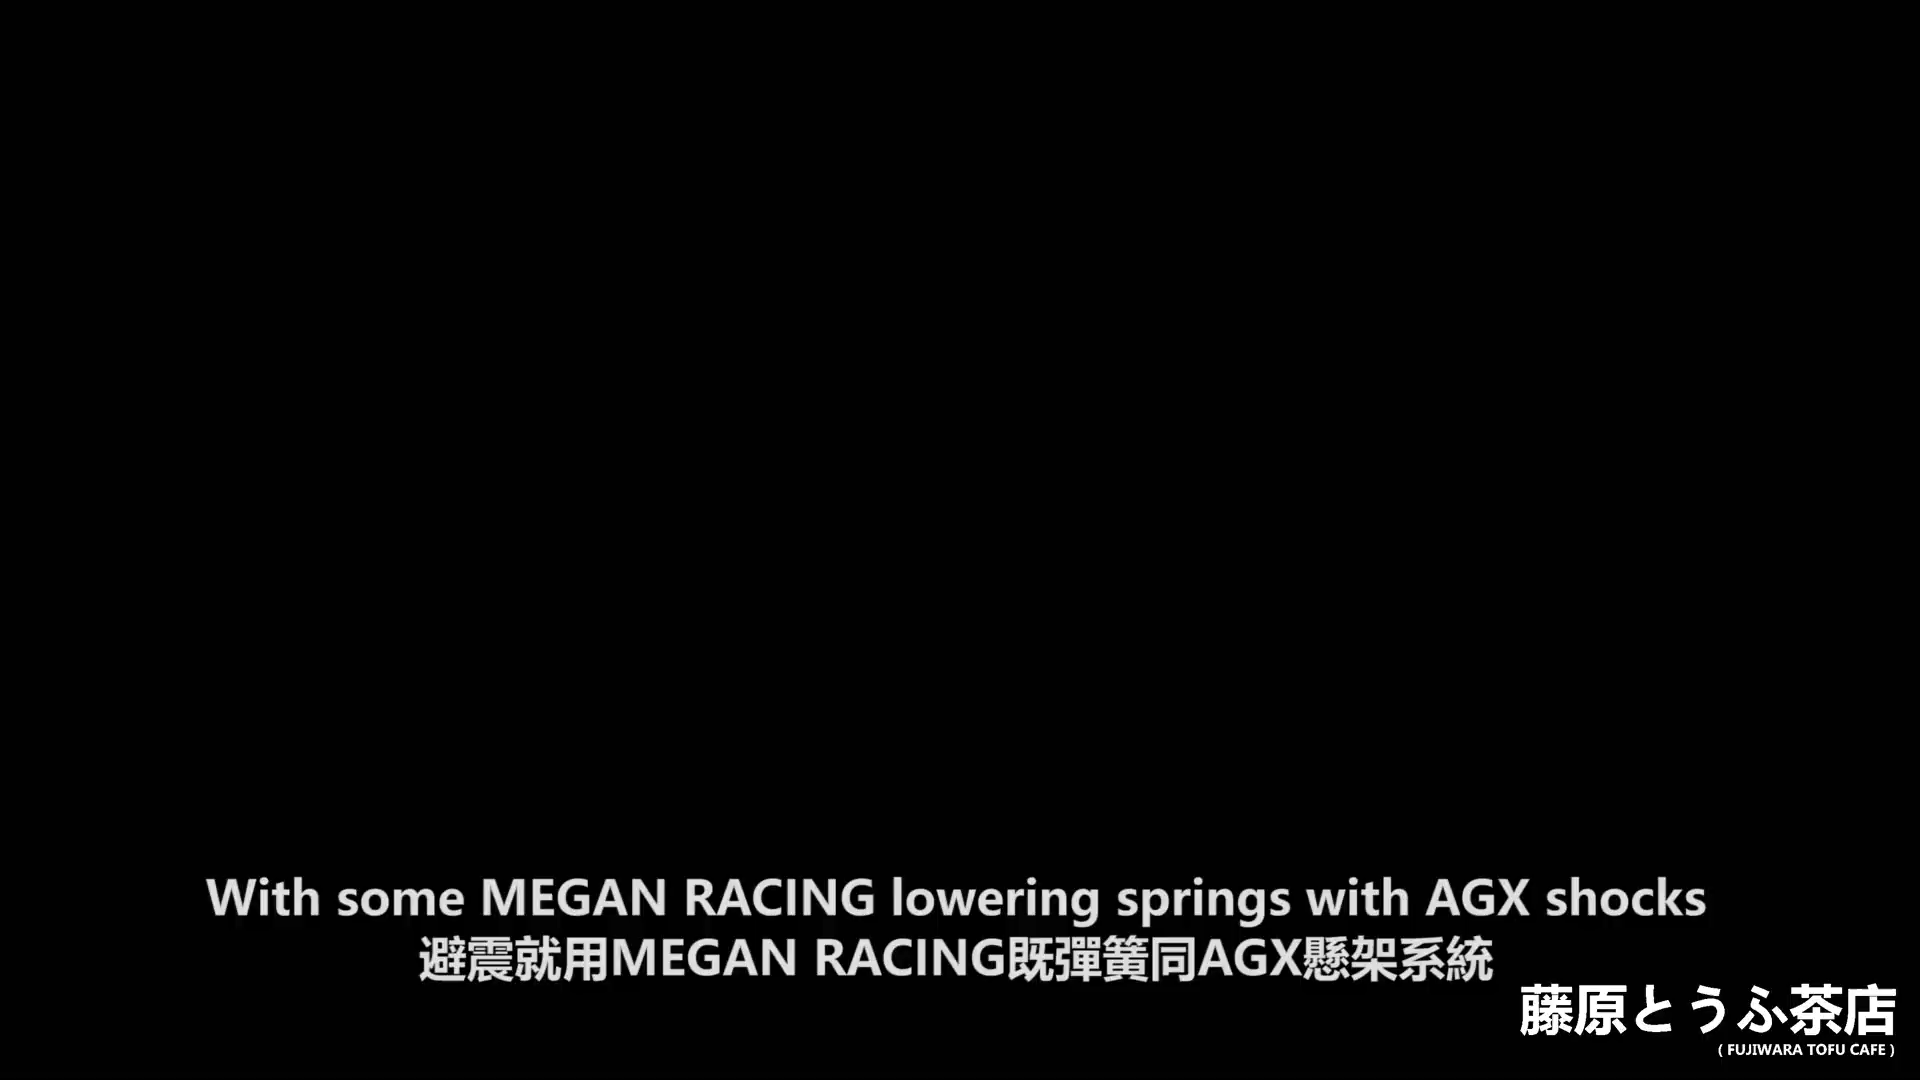 With some MEGAN RACING lowering springs with AGX shocks
避震就用MEGAN RACING既彈簧同AGX懸架系統
藤原とうふ茶店
( FUJIWARA TOFU CAFE )